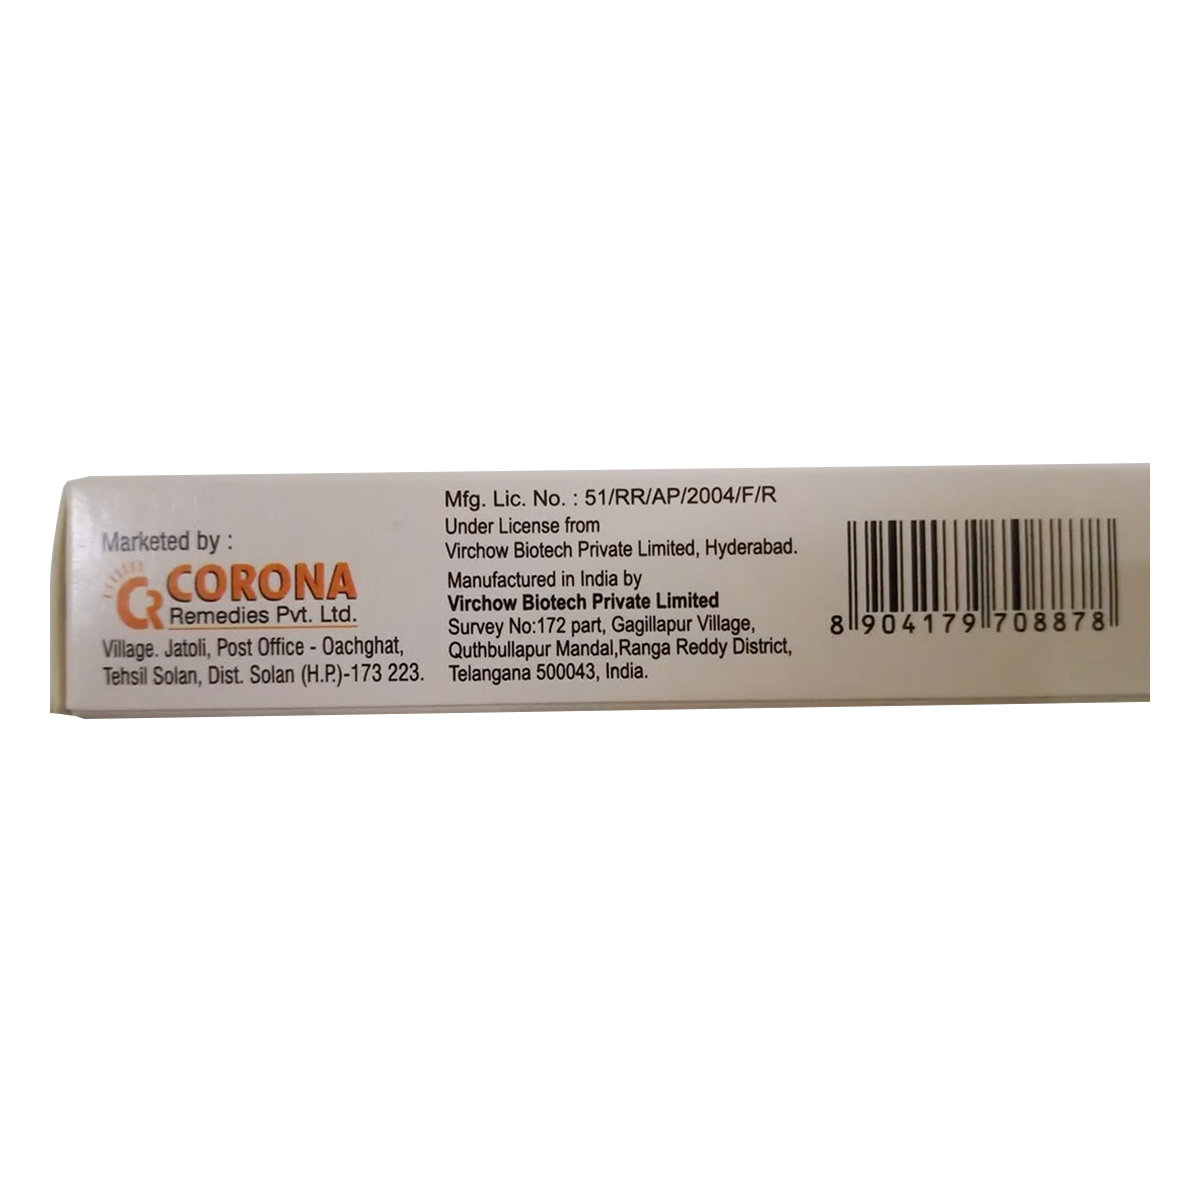 Marketed by :
CR CORONA
Remedies Pvt. Ltd.
Village. Jatoli, Post Office - Oachghat,
Tehsil Solan, Dist. Solan (H.P.)-173 223.
Mfg. Lic. No. : 51/RR/AP/2004/F/R
Under License from
Virchow Biotech Private Limited, Hyderabad.
Manufactured in India by
Virchow Biotech Private Limited
Survey No:172 part, Gagillapur Village,
Quthbullapur Mandal,Ranga Reddy District,
Telangana 500043, India.
8 904179 708878